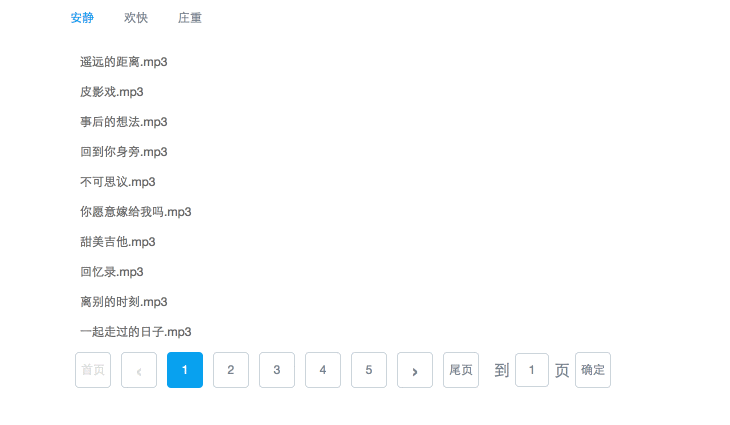 安静 欢快 庄重
遥远的距离.mp3
皮影戏.mp3
事后的想法.mp3
回到你身旁.mp3
不可思议.mp3
你愿意嫁给我吗.mp3
甜美吉他.mp3
回忆录.mp3
离别的时刻.mp3
一起走过的日子.mp3
首页 ‹ 1 2 3 4 5 › 尾页 到 1 页 确定